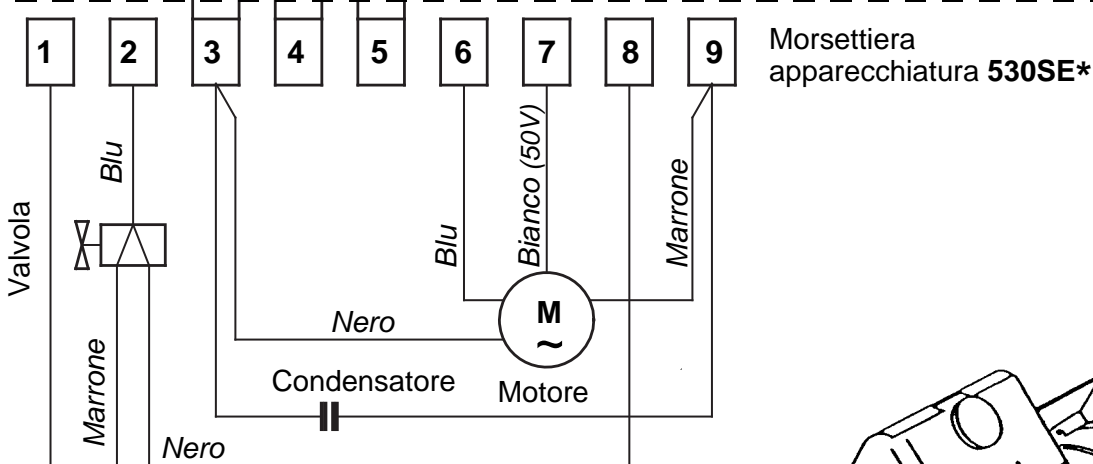 1 2 3 4 5 6 7 8 9
Morsettiera
apparecchiatura 530SE*
Valvola
Blu
Blu
Bianco (50V)
Marrone
M
~
Nero
Condensatore
Motore
Marrone
Nero